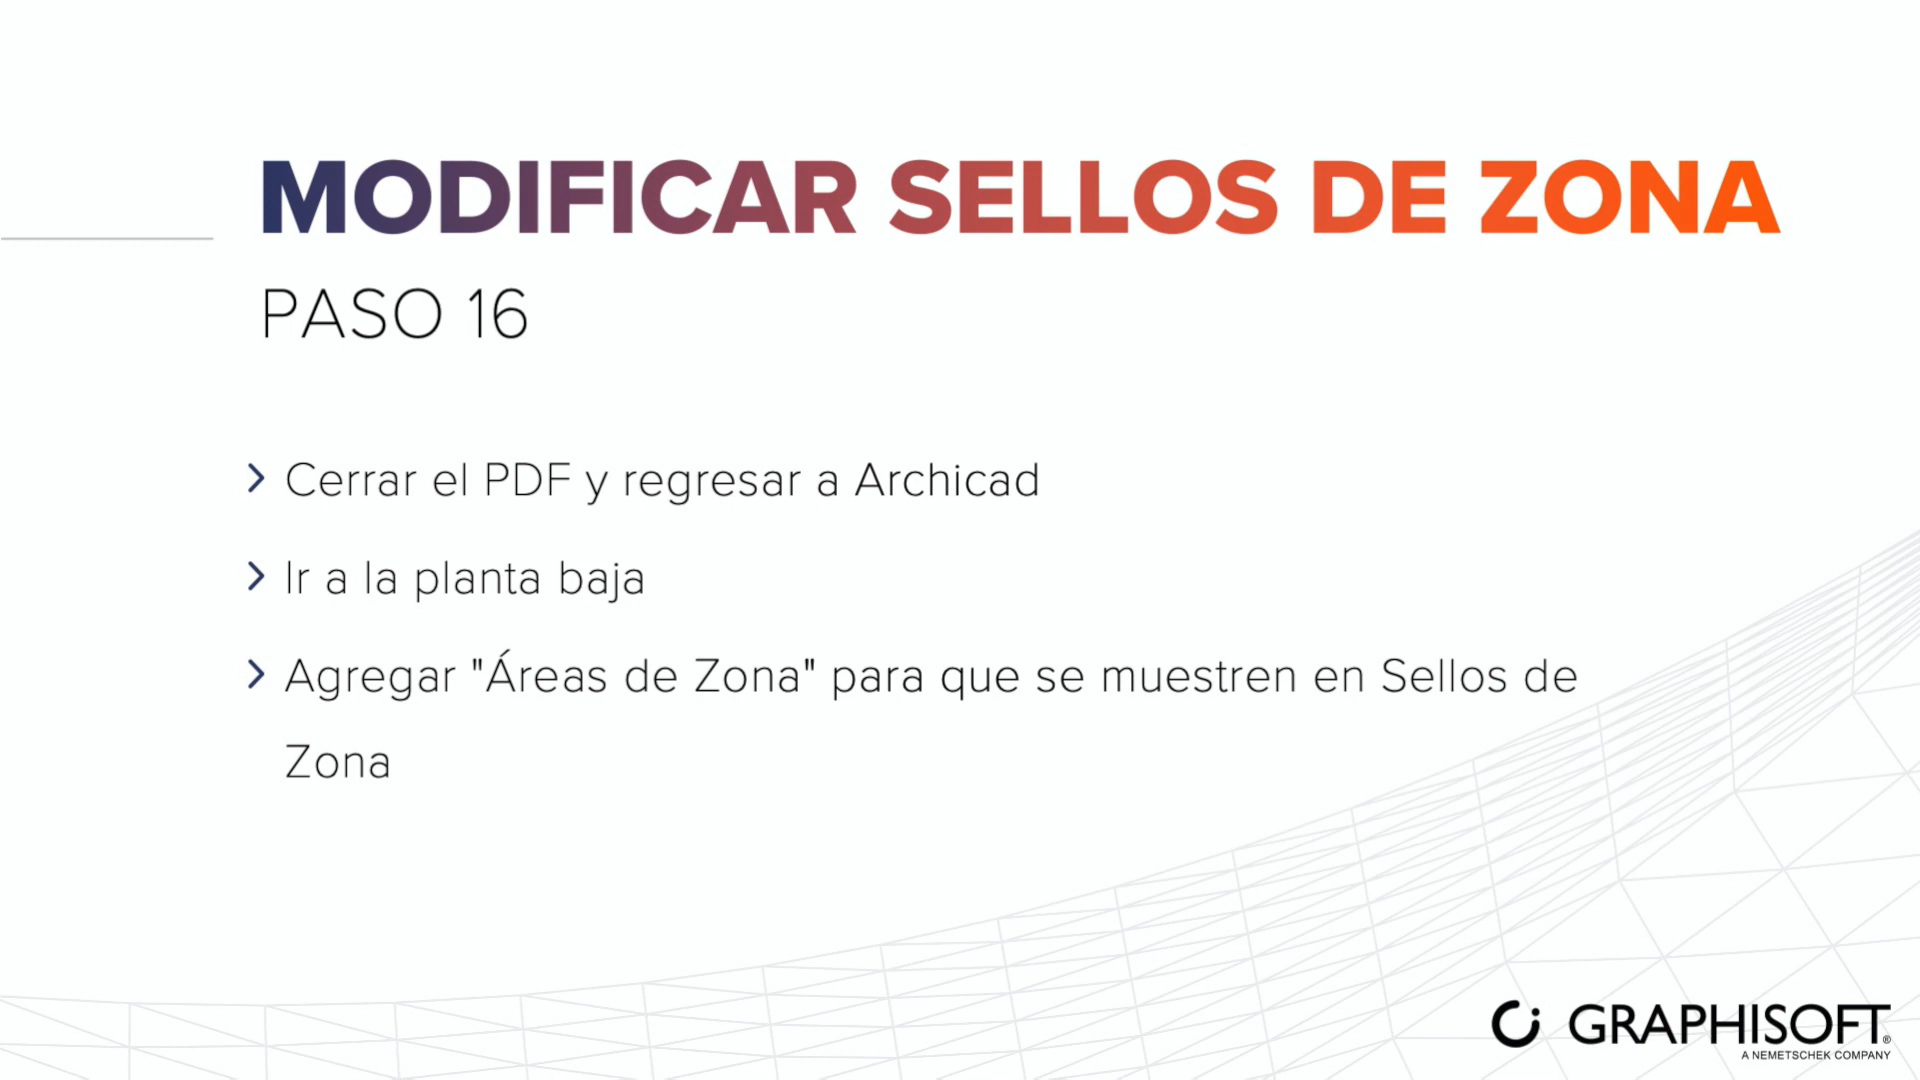 MODIFICAR SELLOS DE ZONA
PASO 16
Cerrar el PDF y regresar a Archicad
Ir a la planta baja
Agregar "Áreas de Zona" para que se muestren en Sellos de
Zona
GRAPHISOFT®
A NEMETSCHEK COMPANY